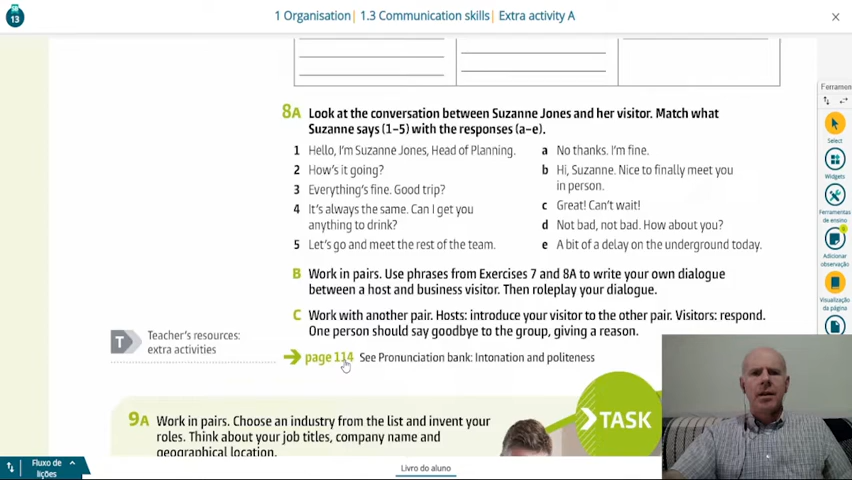 13
1 Organisation| 1.3 Communication skills| Extra activity A
8A Look at the conversation between Suzanne Jones and her visitor. Match what
Suzanne says (1–5) with the responses (a–e).
1 Hello, I'm Suzanne Jones, Head of Planning.
2 How's it going?
3 Everything's fine. Good trip?
4 It's always the same. Can I get you
anything to drink?
5 Let's go and meet the rest of the team.
a No thanks. I'm fine.
b Hi, Suzanne. Nice to finally meet you
in person.
c Great! Can't wait!
d Not bad, not bad. How about you?
e A bit of a delay on the underground today.
B Work in pairs. Use phrases from Exercises 7 and 8A to write your own dialogue
between a host and business visitor. Then roleplay your dialogue.
C Work with another pair. Hosts: introduce your visitor to the other pair. Visitors: respond.
One person should say goodbye to the group, giving a reason.
T Teacher's resources:
extra activities
page 114 See Pronunciation bank: Intonation and politeness
9A Work in pairs. Choose an industry from the list and invent your
roles. Think about your job titles, company name and
geographical location.
TASK
Ferramen
Select
Widgets
Ferramentas
de ensino
Adicionar
observação
Visualização
da página
Fluxo de
lições
Livro do aluno